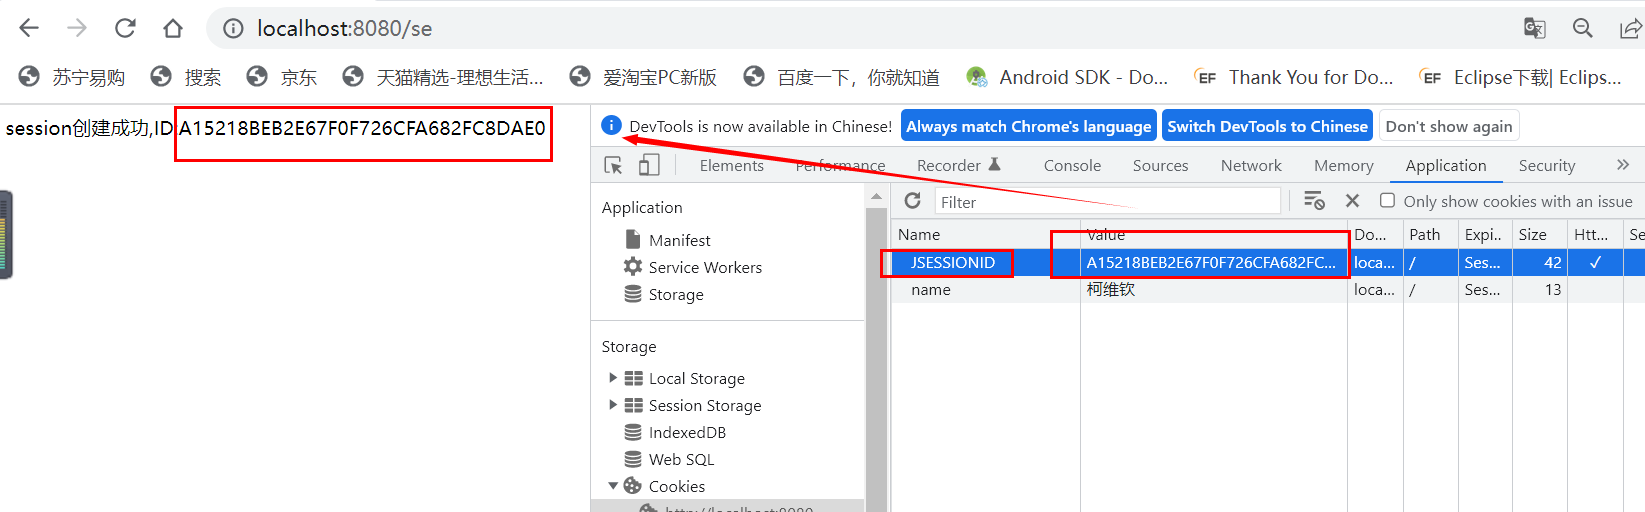 localhost:8080/se
苏宁易购 搜索 京东 天猫精选-理想生活... 爱淘宝PC新版 百度一下，你就知道 Android SDK - Do... EF Thank You for Do... EF Eclipse下载| Eclips...
session创建成功,ID:A15218BEB2E67F0F726CFA682FC8DAE0
DevTools is now available in Chinese! Always match Chrome's language Switch DevTools to Chinese Don't show again
Elements Performance Recorder Console Sources Network Memory Application Security »
Filter Only show cookies with an issue
Application
Manifest
Service Workers
Storage
Storage
Local Storage
Session Storage
IndexedDB
Web SQL
Cookies
http://localhost:8080
Name Value Do... Path Expi.. Size Htt... Se
JSESSIONID A15218BEB2E67F0F726CFA682FC... loca... / Ses... 42 ✓
name 柯维钦 loca... / Ses... 13